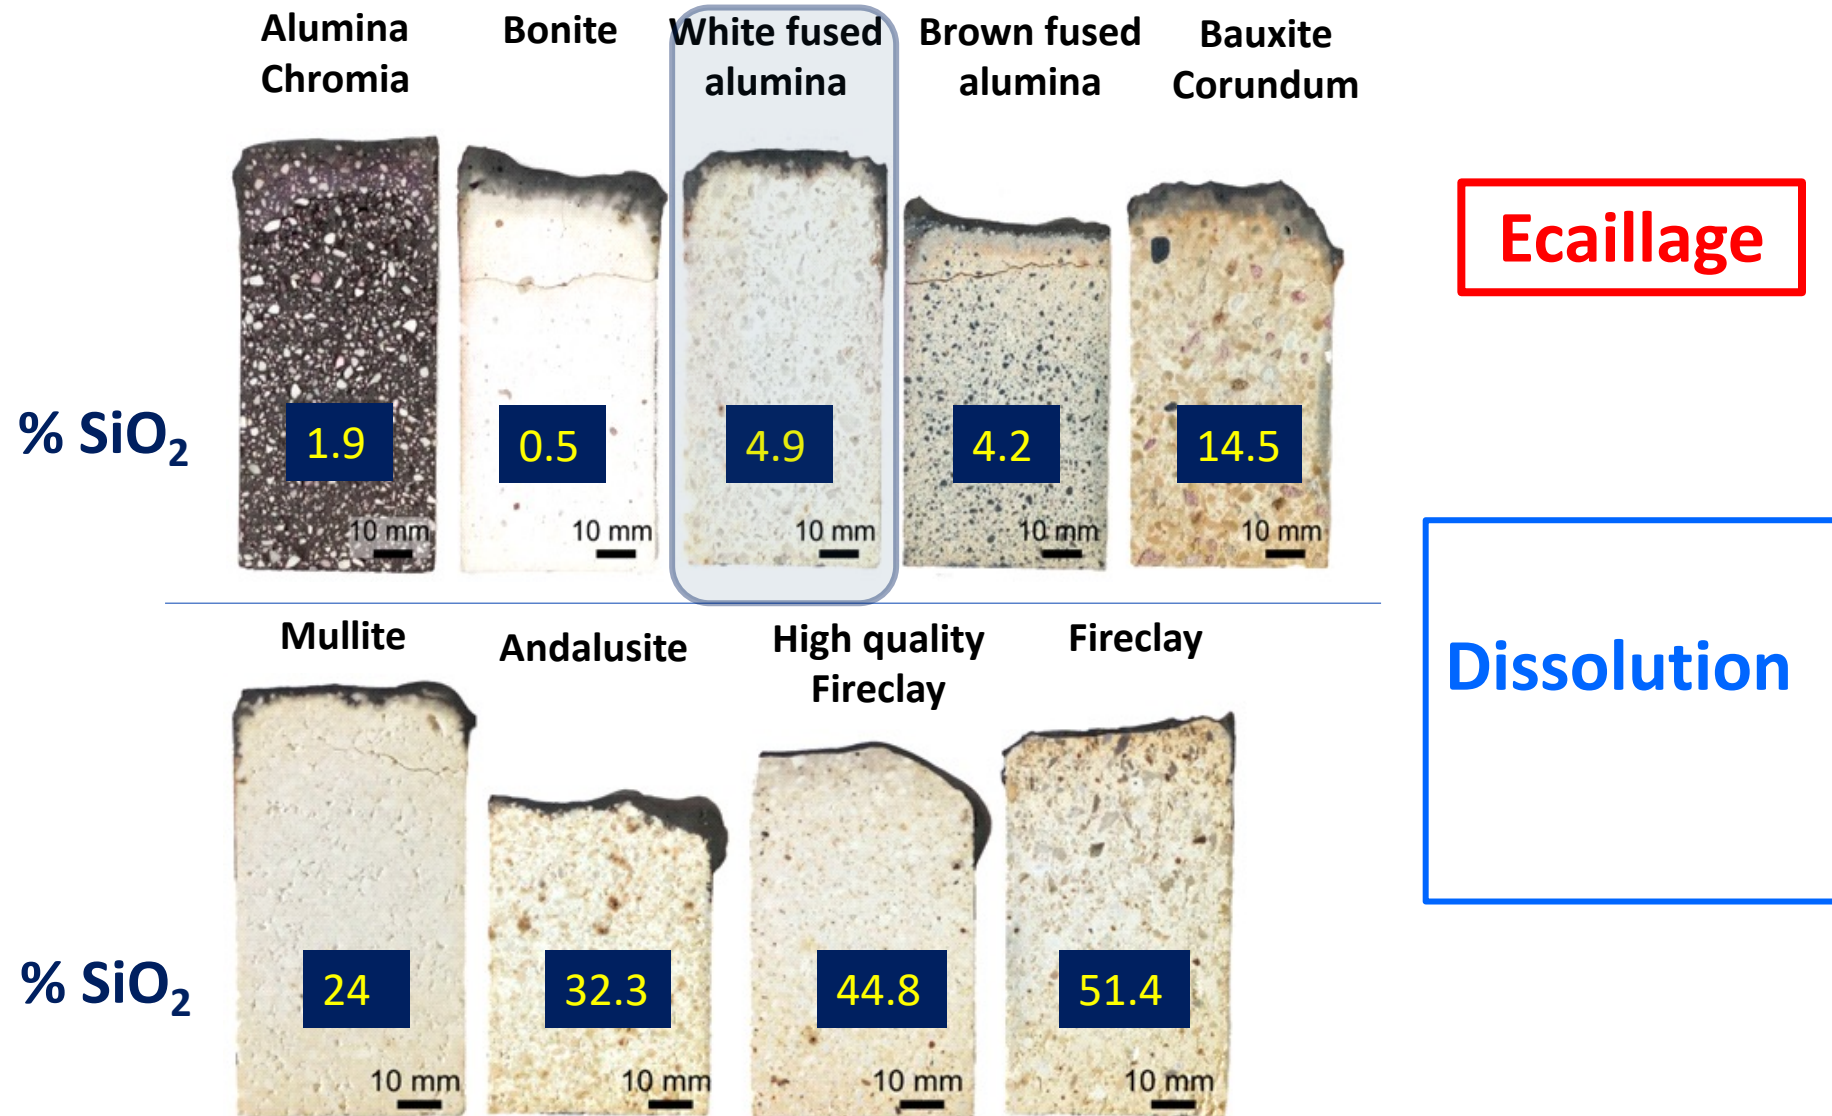 Alumina
Chromia
Bonite
White fused
alumina
Brown fused
alumina
Bauxite
Corundum
Ecaillage
% SiO₂
1.9
0.5
4.9
4.2
14.5
10 mm
10 mm
10 mm
10 mm
10 mm
Mullite
Andalusite
High quality
Fireclay
Fireclay
Dissolution
% SiO₂
24
32.3
44.8
51.4
10 mm
10 mm
10 mm
10 mm